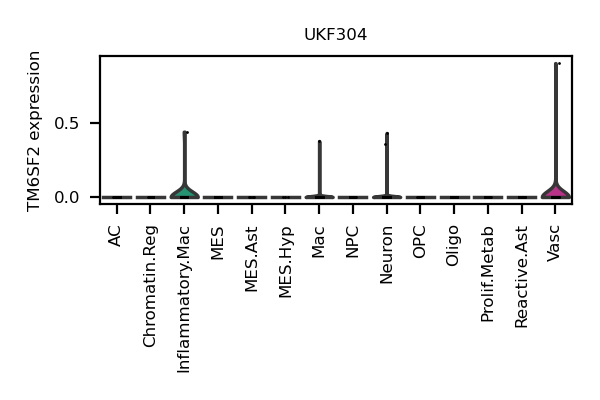 UKF304
TM6SF2 expression
0.5
0.0
AC
Chromatin.Reg
Inflammatory.Mac
MES
MES.Ast
MES.Hyp
Mac
NPC
Neuron
OPC
Oligo
Prolif.Metab
Reactive.Ast
Vasc